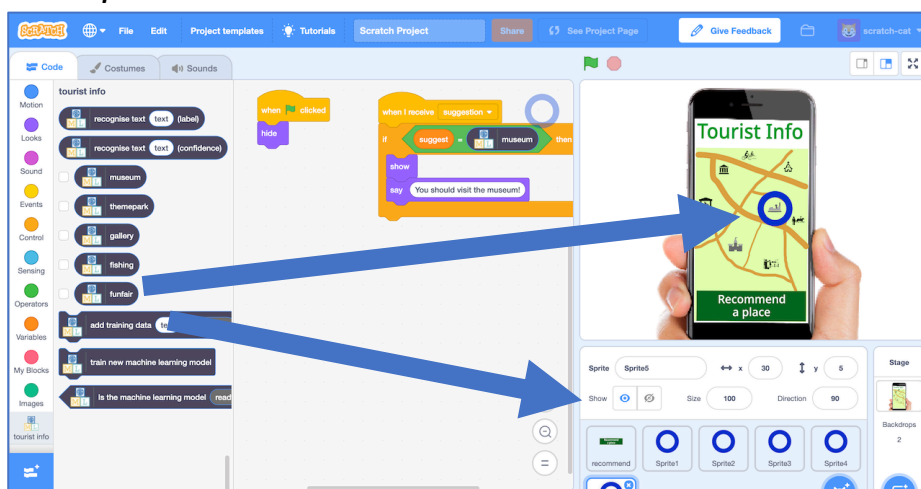 SCRATCH File Edit Project templates Tutorials Scratch Project Share See Project Page Give Feedback scratch-cat
Code Costumes Sounds
Motion
Looks
Sound
Events
Control
Sensing
Operators
Variables
My Blocks
Images
tourist info
tourist info
recognise text text (label)
recognise text text (confidence)
museum
themepark
gallery
fishing
funfair
add training data
train new machine learning model
Is the machine learning model
when clicked
hide
when I receive suggestion
if suggest = museum then
show
say You should visit the museum!
Tourist Info
Recommend
a place
Sprite Sprite5 x 30 y 5
Show Size 100 Direction 90
recommend Sprite1 Sprite2 Sprite3 Sprite4
Stage
Backdrops
2